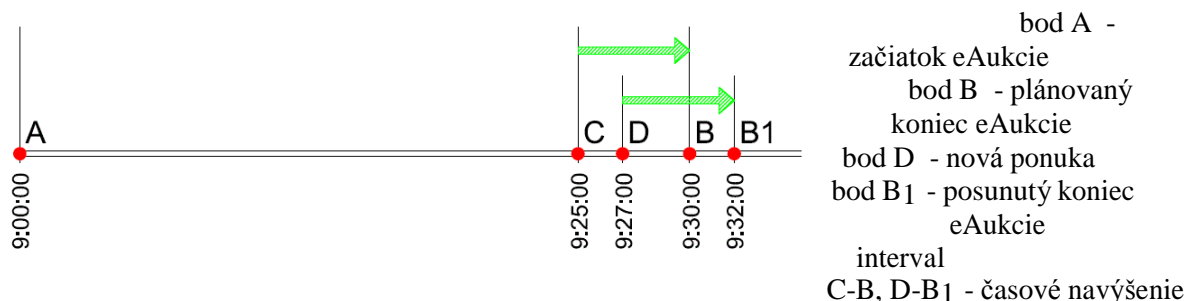 A
C
D
B
B1
9:00:00
9:25:00
9:27:00
9:30:00
9:32:00
bod A -
začiatok eAukcie
bod B - plánovaný
koniec eAukcie
bod D - nová ponuka
bod B1 - posunutý koniec
eAukcie
interval
C-B, D-B1 - časové navýšenie